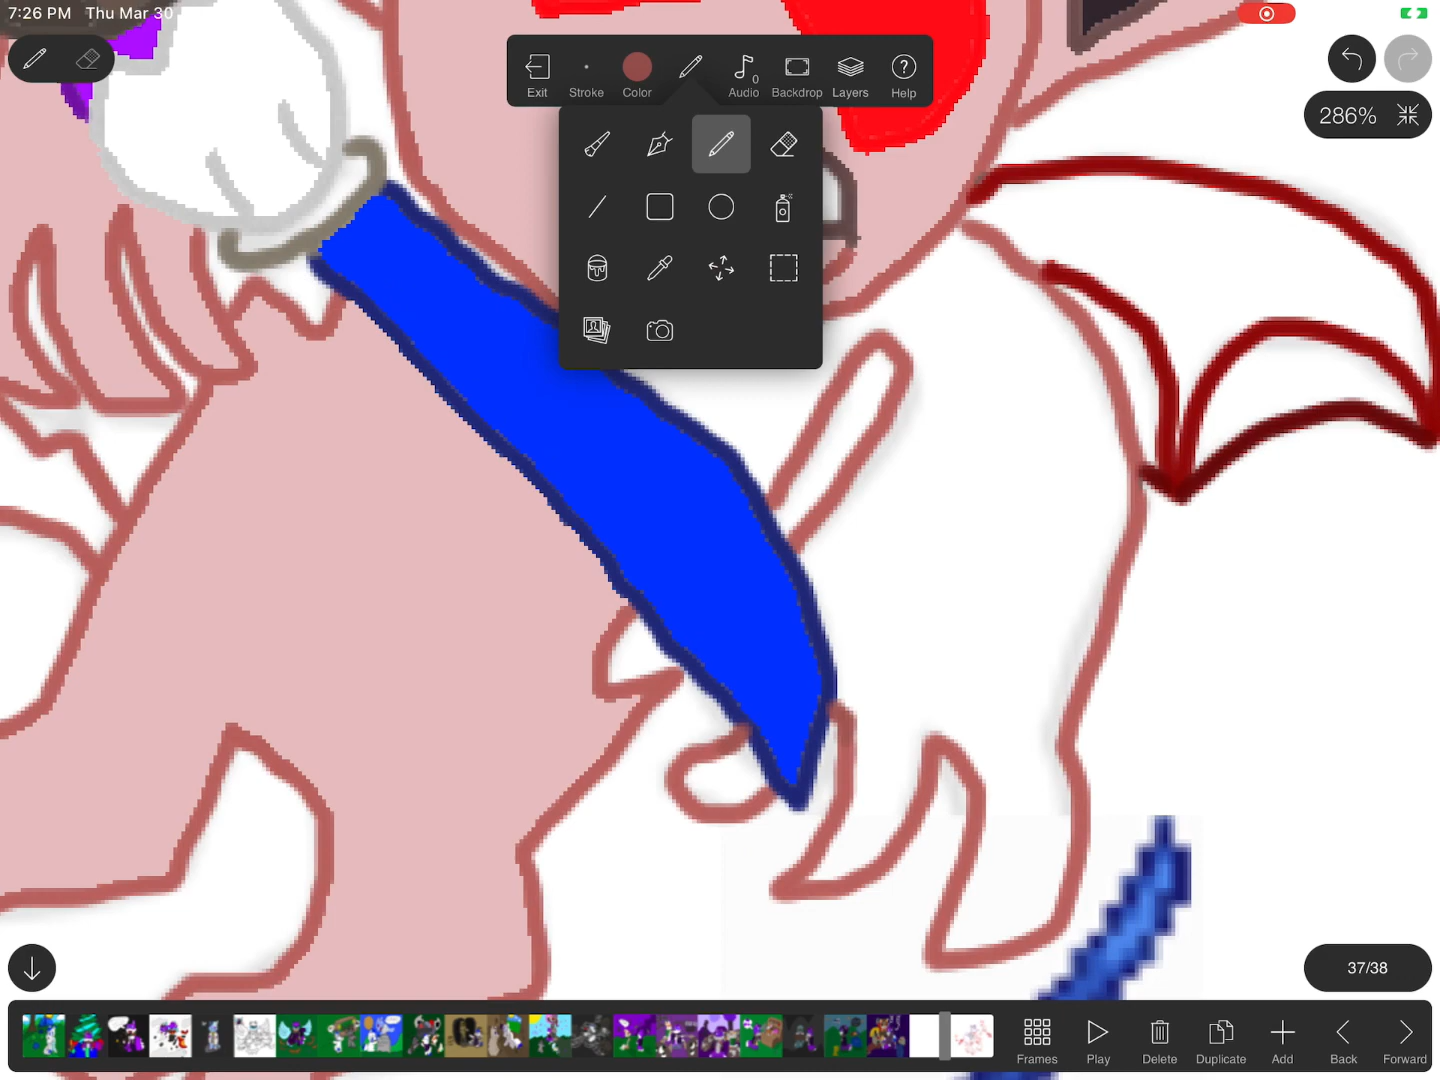 7:26 PM Thu Mar 30
Exit Stroke Color Audio 0 Backdrop Layers Help
286%
37/38
Frames Play Delete Duplicate Add Back Forward